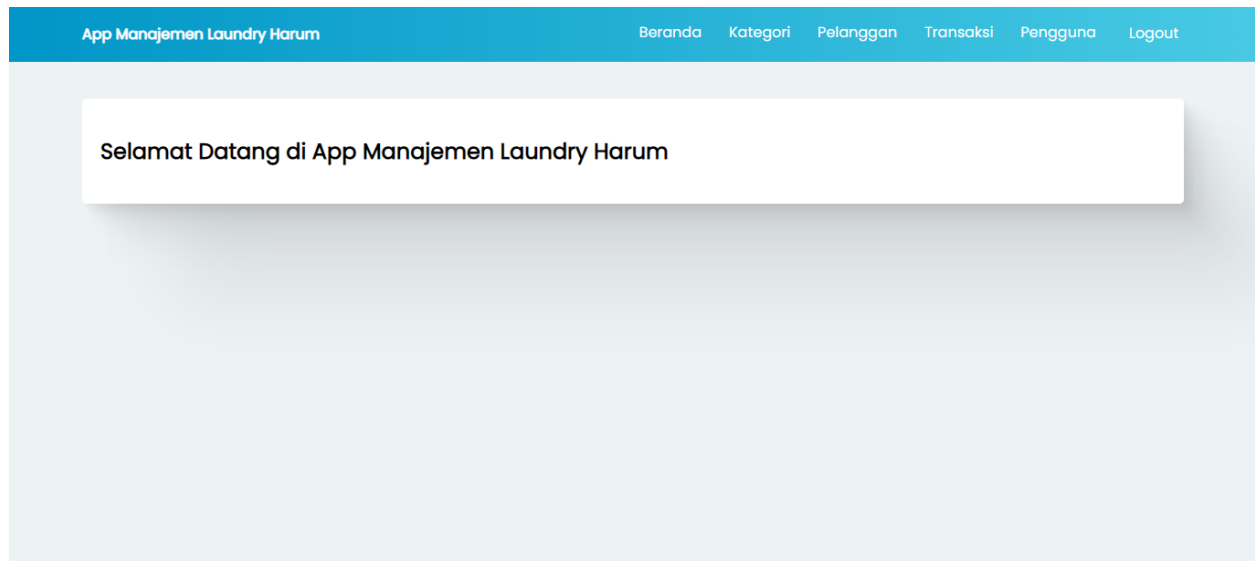 App Manajemen Laundry Harum Beranda Kategori Pelanggan Transaksi Pengguna Logout
Selamat Datang di App Manajemen Laundry Harum